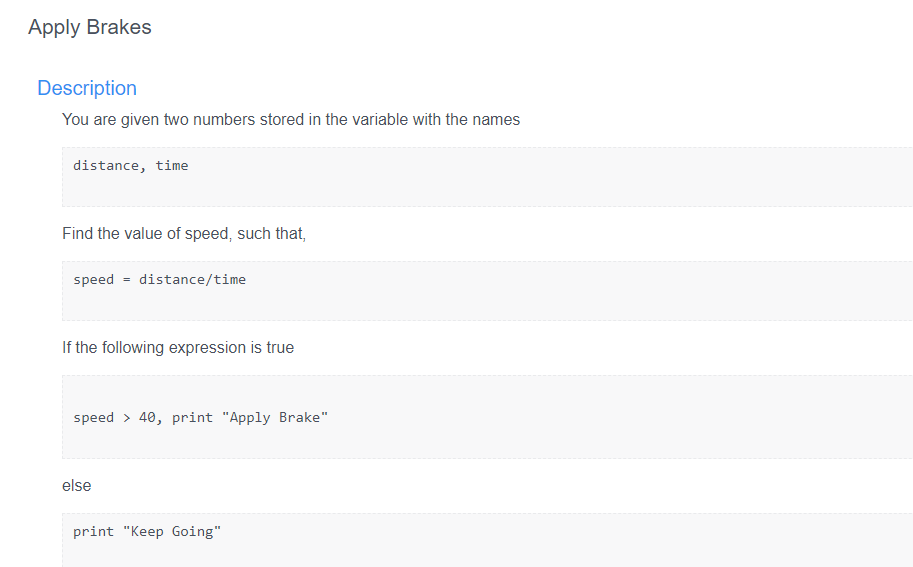 Apply Brakes
Description
You are given two numbers stored in the variable with the names
distance, time
Find the value of speed, such that,
speed = distance/time
If the following expression is true
speed > 40, print "Apply Brake"
else
print "Keep Going"